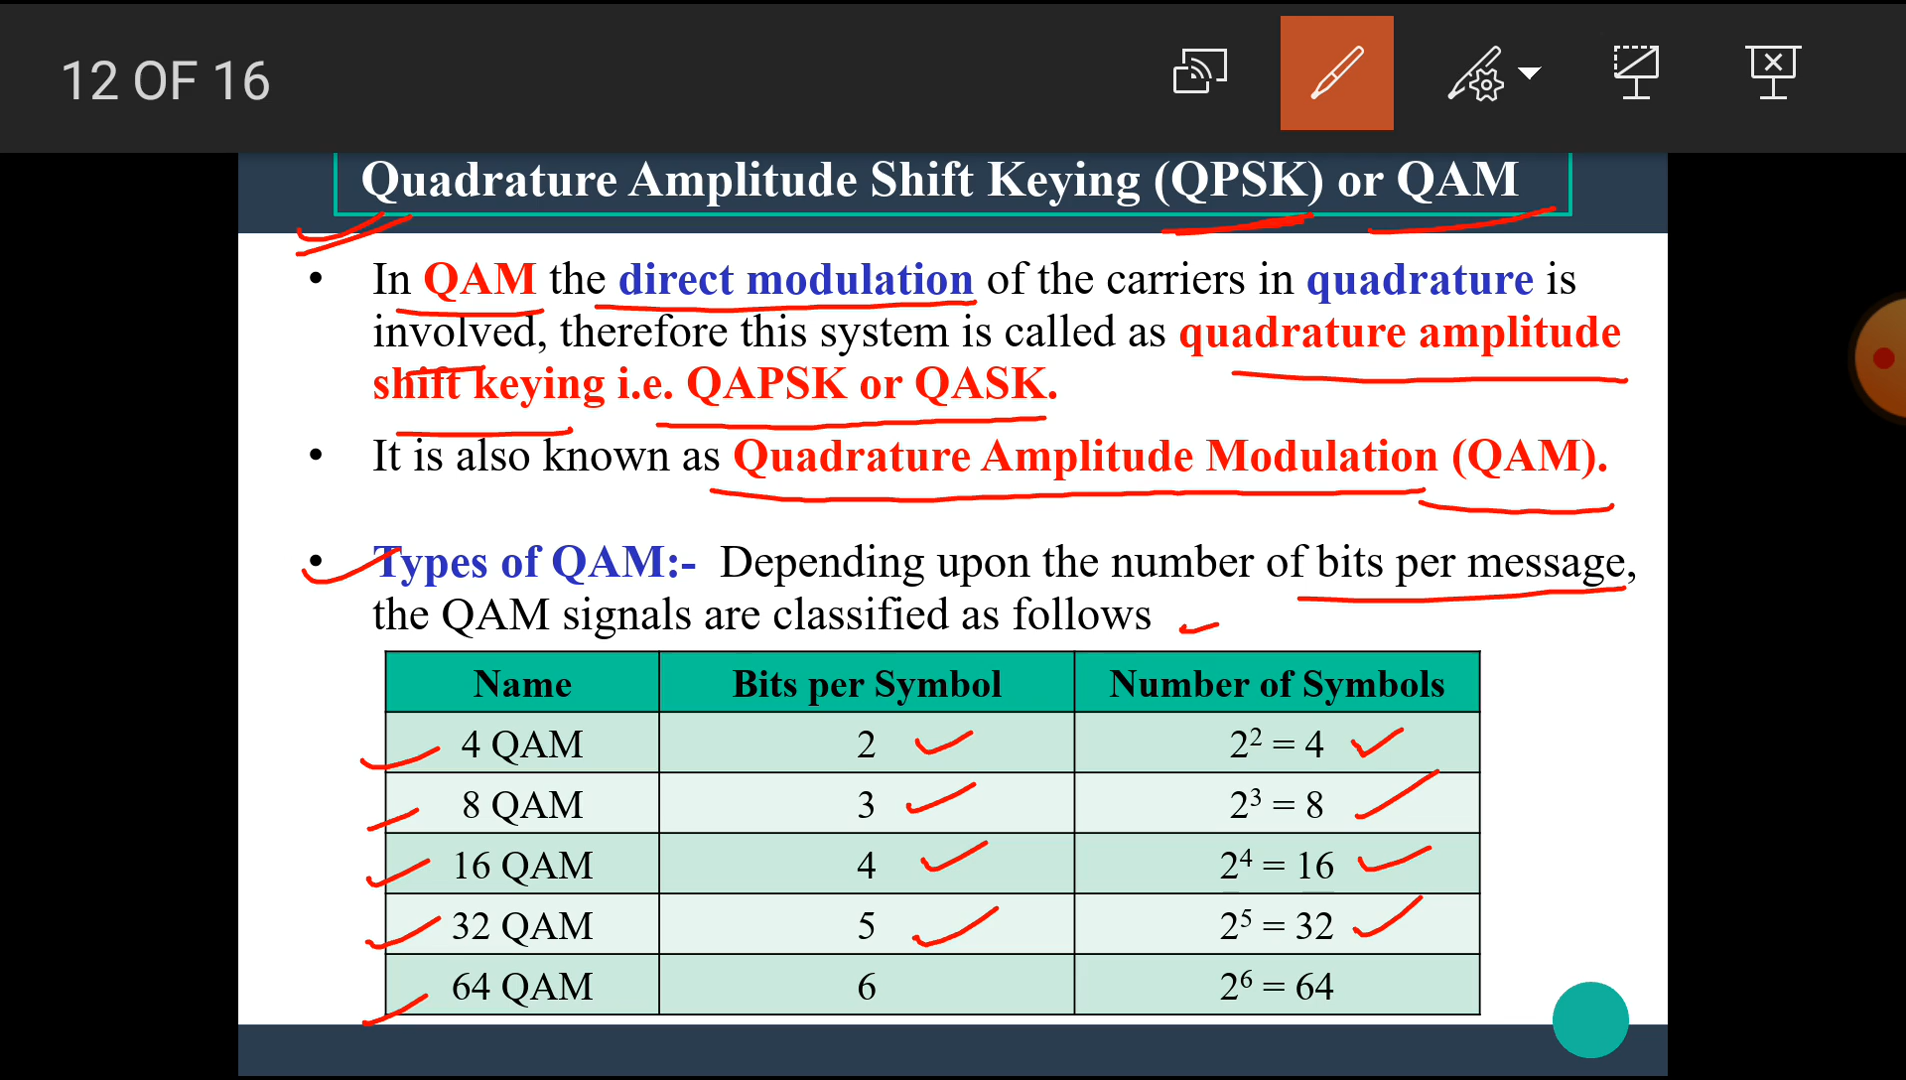 12 OF 16
Quadrature Amplitude Shift Keying (QPSK) or QAM
• In QAM the direct modulation of the carriers in quadrature is
involved, therefore this system is called as quadrature amplitude
shift keying i.e. QAPSK or QASK.
• It is also known as Quadrature Amplitude Modulation (QAM).
• Types of QAM:- Depending upon the number of bits per message,
the QAM signals are classified as follows
Name Bits per Symbol Number of Symbols
4 QAM 2 2² = 4
8 QAM 3 2³ = 8
16 QAM 4 2⁴ = 16
32 QAM 5 2⁵ = 32
64 QAM 6 2⁶ = 64